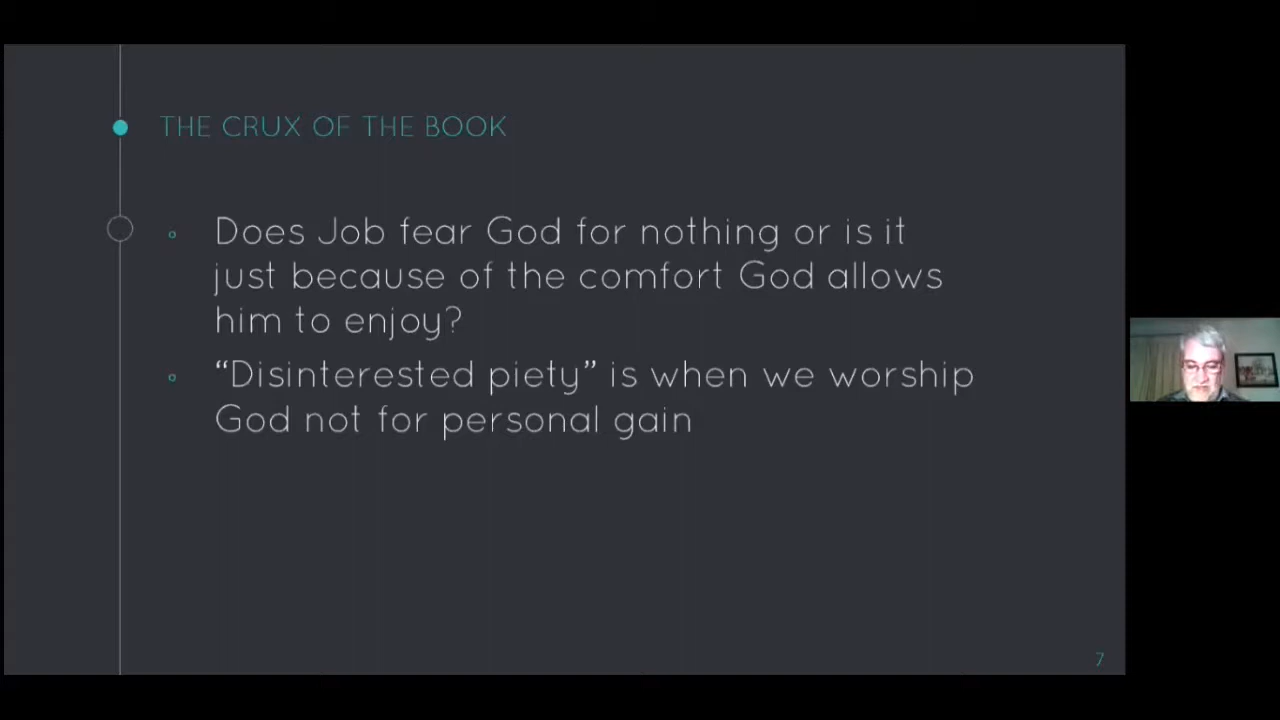 THE CRUX OF THE BOOK
Does Job fear God for nothing or is it
just because of the comfort God allows
him to enjoy?
“Disinterested piety” is when we worship
God not for personal gain
7